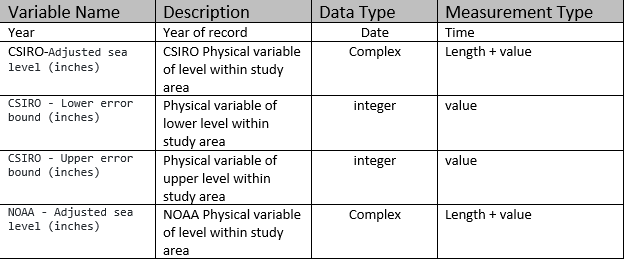 Variable Name Description Data Type Measurement Type
Year Year of record Date Time
CSIRO-Adjusted sea CSIRO Physical variable Complex Length + value
level (inches) of level within study
area
CSIRO - Lower error Physical variable of integer value
bound (inches) lower level within
study area
CSIRO - Upper error Physical variable of integer value
bound (inches) upper level within
study area
NOAA - Adjusted sea NOAA Physical variable Complex Length + value
level (inches) of level within study
area